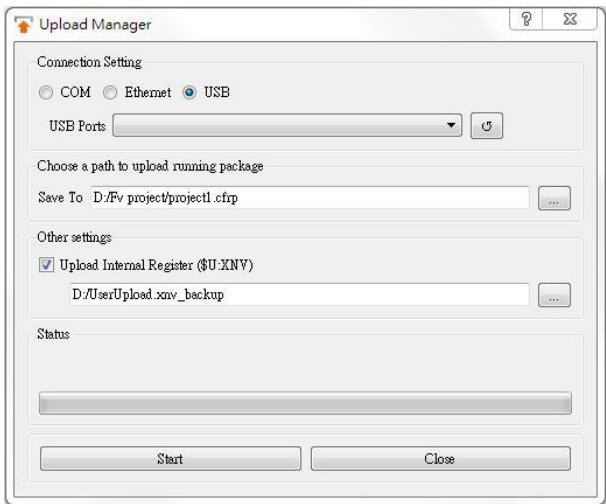 Upload Manager
Connection Setting
COM Ethernet USB
USB Ports
Choose a path to upload running package
Save To D:/Fv project/project1.cfrp ...
Other settings
Upload Internal Register ($U:XNV)
D:/UserUpload.xnv_backup ...
Status
Start Close